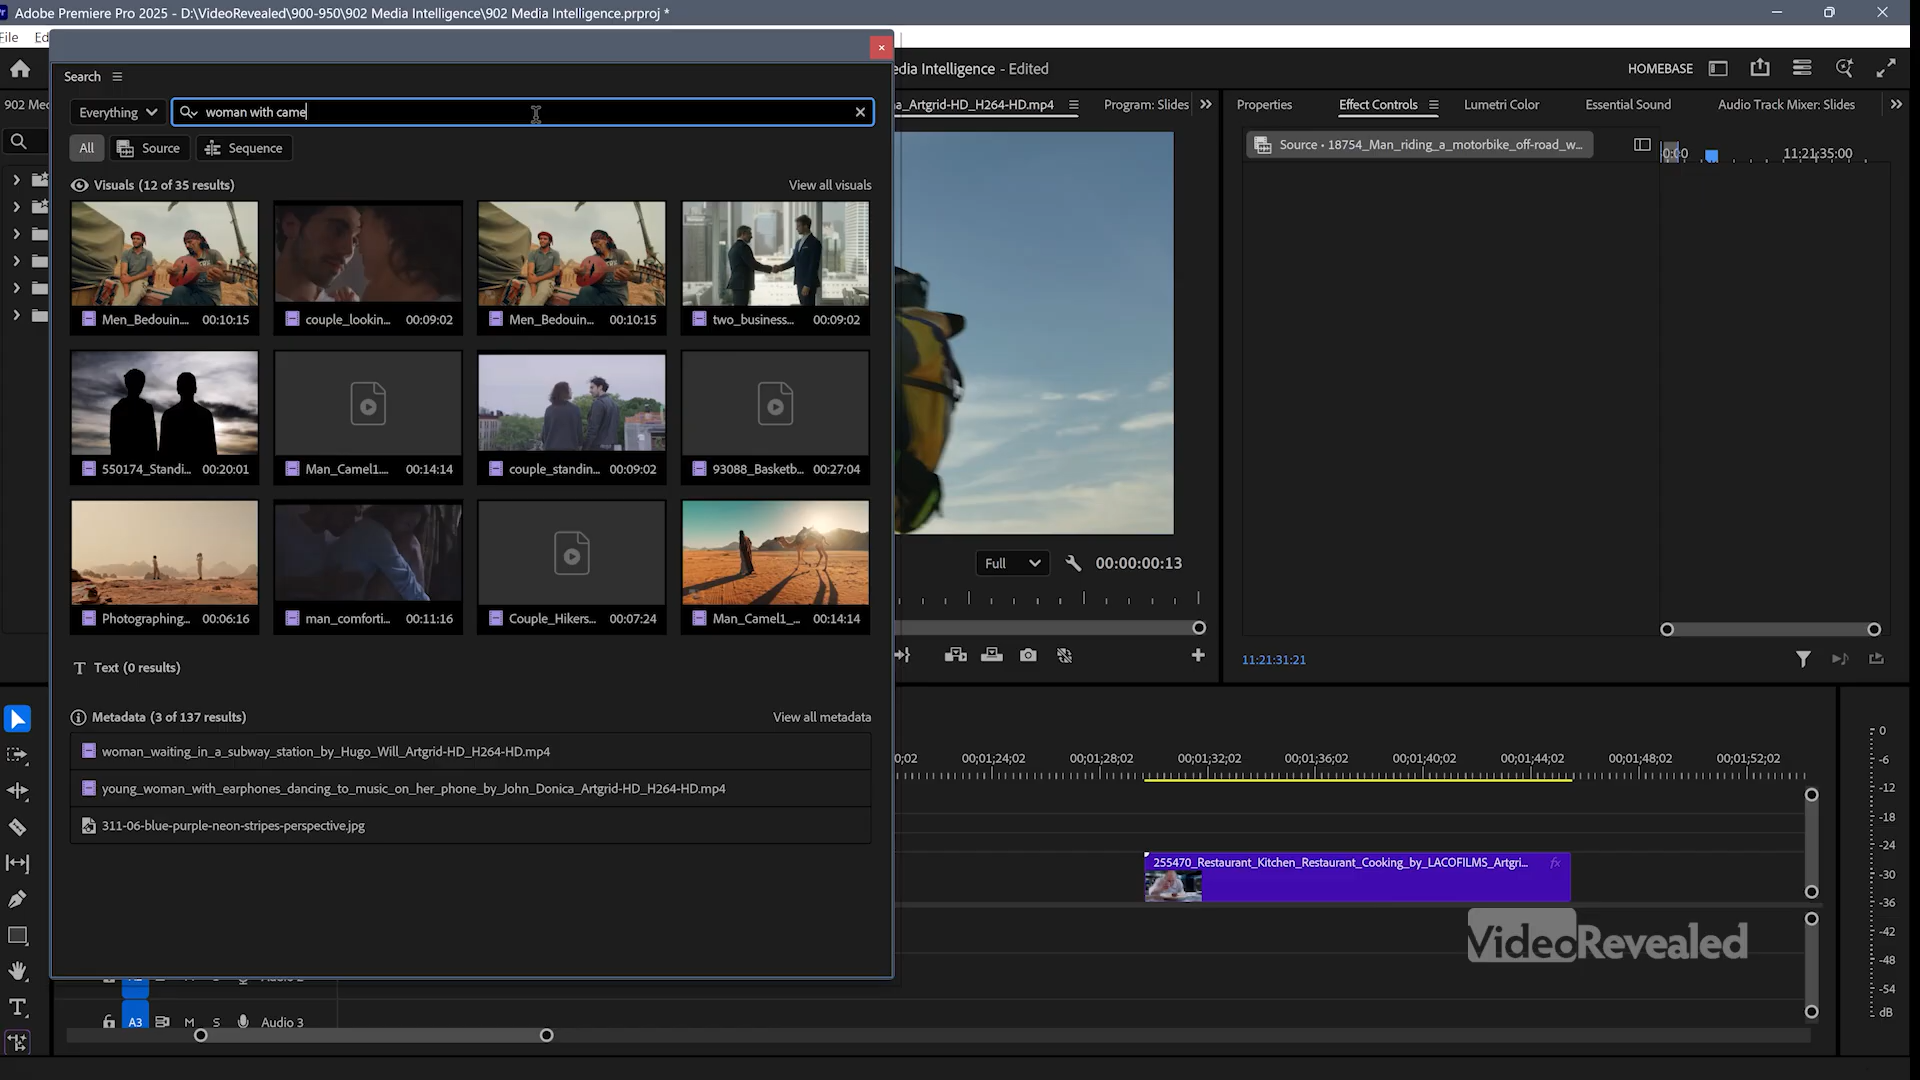 Adobe Premiere Pro 2025 - D:\VideoRevealed\900-950\902 Media Intelligence\902 Media Intelligence.prproj *
File Ed
edia Intelligence - Edited
HOMEBASE
Search
902 Med
Everything
woman with came
All
Source
Sequence
a_Artgrid-HD_H264-HD.mp4
Program: Slides
Properties
Effect Controls
Lumetri Color
Essential Sound
Audio Track Mixer: Slides
Source • 18754_Man_riding_a_motorbike_off-road_w...
0:00
11:21:35:00
Visuals (12 of 35 results)
View all visuals
Men_Bedouin... 00:10:15
couple_lookin... 00:09:02
Men_Bedouin... 00:10:15
two_business... 00:09:02
550174_Standi... 00:20:01
Man_Camel1.... 00:14:14
couple_standin... 00:09:02
93088_Basketb... 00:27:04
Photographing... 00:06:16
man_comforti... 00:11:16
Couple_Hikers... 00:07:24
Man_Camel1_... 00:14:14
Full
00:00:00:13
Text (0 results)
11:21:31:21
Metadata (3 of 137 results)
View all metadata
woman_waiting_in_a_subway_station_by_Hugo_Will_Artgrid-HD_H264-HD.mp4
young_woman_with_earphones_dancing_to_music_on_her_phone_by_John_Donica_Artgrid-HD_H264-HD.mp4
311-06-blue-purple-neon-stripes-perspective.jpg
0;02
00;01;24;02
00;01;28;02
00;01;32;02
00;01;36;02
00;01;40;02
00;01;44;02
00;01;48;02
00;01;52;02
255470_Restaurant_Kitchen_Restaurant_Cooking_by_LACOFILMS_Artgri...
fx
VideoRevealed
A3 M S Audio 3
0
-6
-12
-18
-24
-30
-36
-42
-48
-54
dB